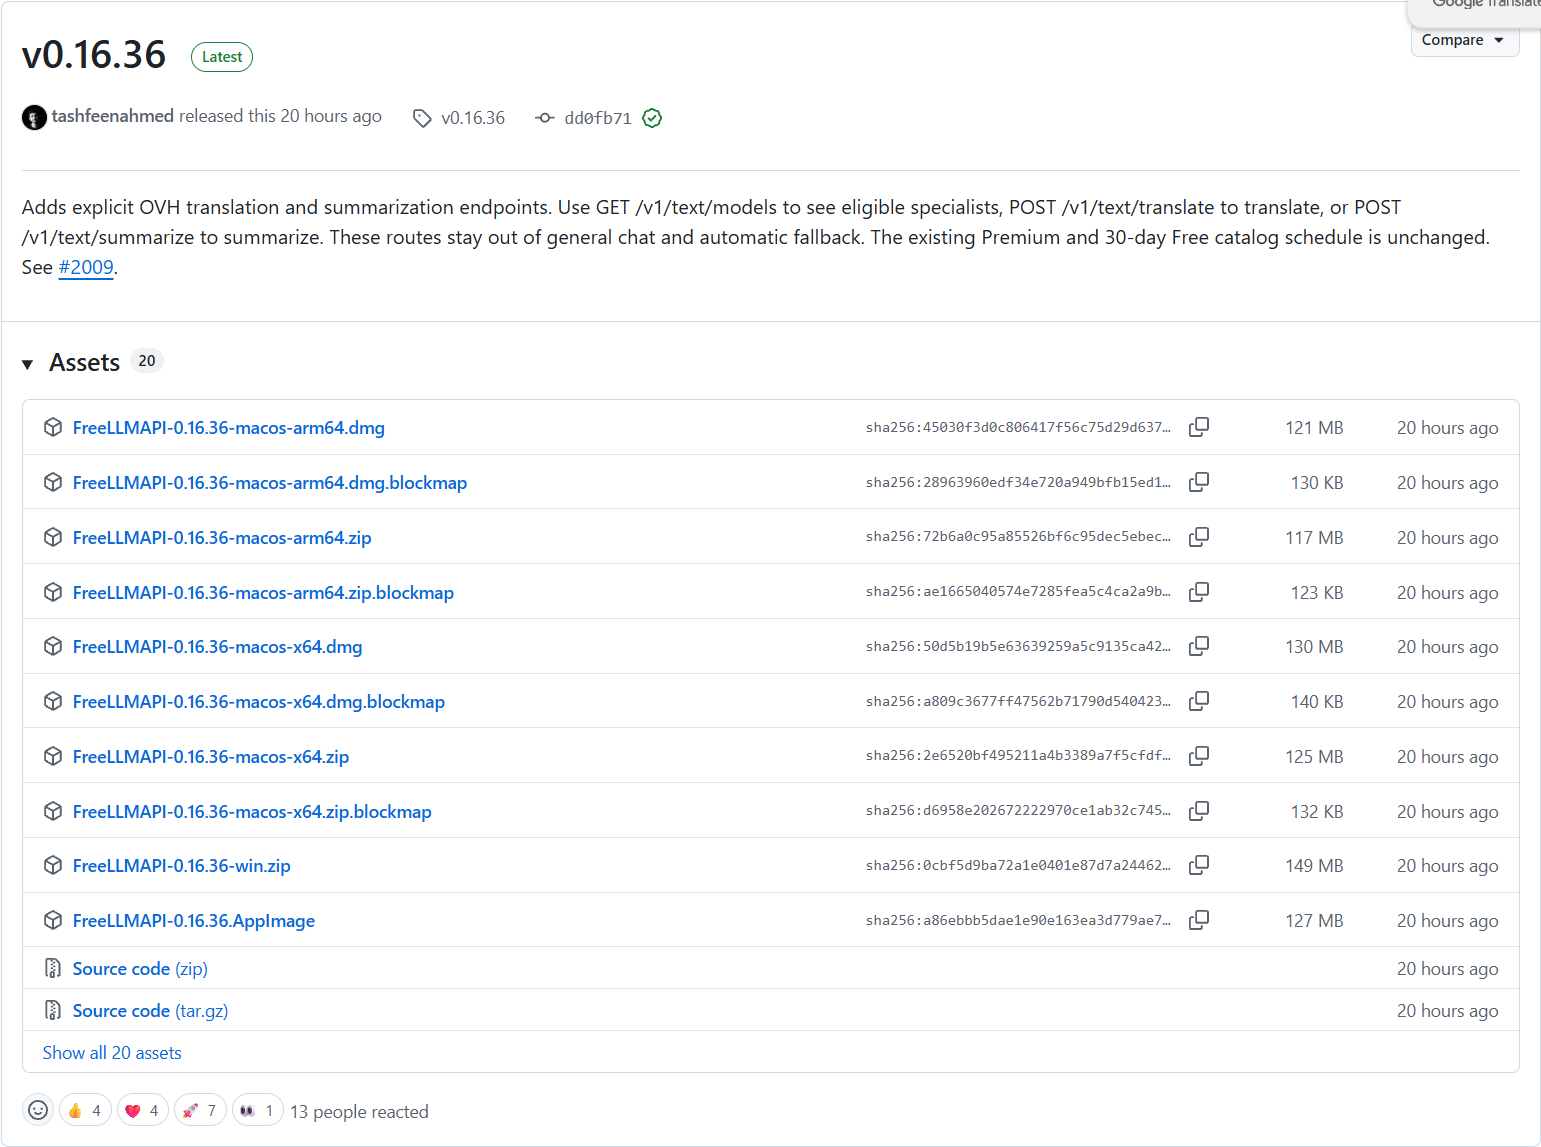 Google Translate
Compare
v0.16.36 Latest
tashfeenahmed released this 20 hours ago v0.16.36 dd0fb71
Adds explicit OVH translation and summarization endpoints. Use GET /v1/text/models to see eligible specialists, POST /v1/text/translate to translate, or POST
/v1/text/summarize to summarize. These routes stay out of general chat and automatic fallback. The existing Premium and 30-day Free catalog schedule is unchanged.
See #2009.
Assets 20
FreeLLMAPI-0.16.36-macos-arm64.dmg sha256:45030f3d0c806417f56c75d29d637… 121 MB 20 hours ago
FreeLLMAPI-0.16.36-macos-arm64.dmg.blockmap sha256:28963960edf34e720a949bfb15ed1… 130 KB 20 hours ago
FreeLLMAPI-0.16.36-macos-arm64.zip sha256:72b6a0c95a85526bf6c95dec5ebec… 117 MB 20 hours ago
FreeLLMAPI-0.16.36-macos-arm64.zip.blockmap sha256:ae1665040574e7285fea5c4ca2a9b… 123 KB 20 hours ago
FreeLLMAPI-0.16.36-macos-x64.dmg sha256:50d5b19b5e63639259a5c9135ca42… 130 MB 20 hours ago
FreeLLMAPI-0.16.36-macos-x64.dmg.blockmap sha256:a809c3677ff47562b71790d540423… 140 KB 20 hours ago
FreeLLMAPI-0.16.36-macos-x64.zip sha256:2e6520bf495211a4b3389a7f5cfdf… 125 MB 20 hours ago
FreeLLMAPI-0.16.36-macos-x64.zip.blockmap sha256:d6958e202672222970ce1ab32c745… 132 KB 20 hours ago
FreeLLMAPI-0.16.36-win.zip sha256:0cbf5d9ba72a1e0401e87d7a24462… 149 MB 20 hours ago
FreeLLMAPI-0.16.36.AppImage sha256:a86ebbb5dae1e90e163ea3d779ae7… 127 MB 20 hours ago
Source code (zip) 20 hours ago
Source code (tar.gz) 20 hours ago
Show all 20 assets
4 4 7 1 13 people reacted